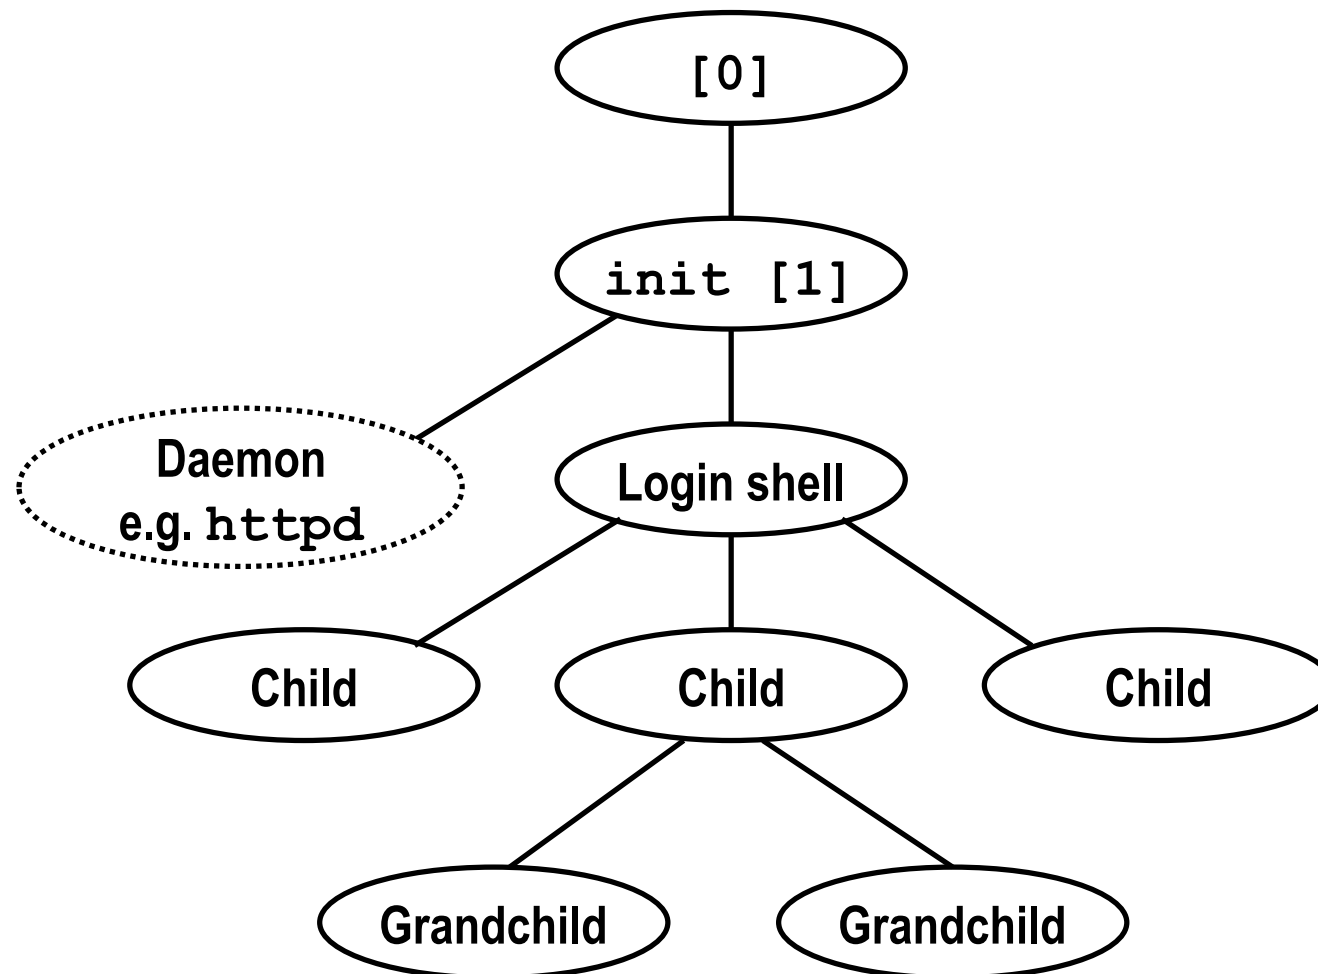 [0]
init [1]
Daemon
e.g. httpd
Login shell
Child
Child
Child
Grandchild
Grandchild